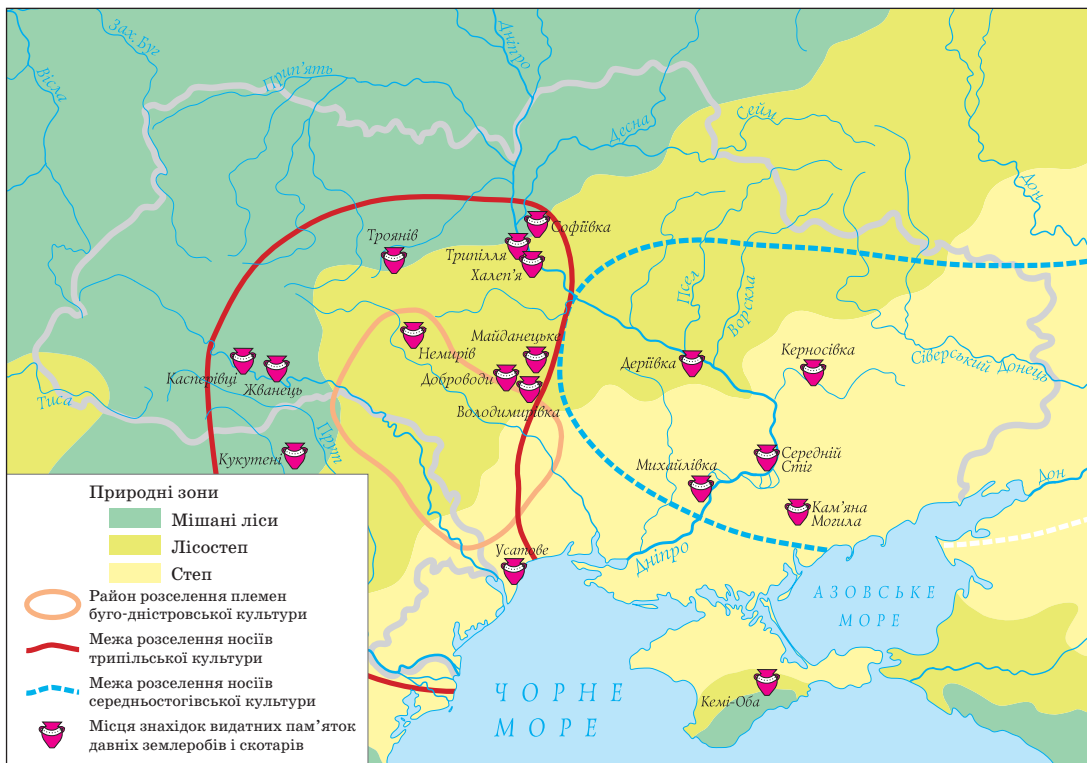 Зах. Буг
Дніпро
Вісла
Прип’ять
Десна
Сейм
Дон
Софіївка
Троянів
Трипілля
Халеп’я
Псел
Ворскла
Майданецьке
Немирів
Деріївка
Керносівка
Сіверський Донець
Касперівці
Доброводи
Жванець
Тиса
Володимирівка
Прут
Кукутені
Середній
Стіг
Михайлівка
Дон
Кам’яна
Могила
Усатове
Дніпро
АЗОВСЬКЕ
МОРЕ
ЧОРНЕ
МОРЕ
Кемі-Оба
Природні зони
Мішані ліси
Лісостеп
Степ
Район розселення племен
буго-дністровської культури
Межа розселення носіїв
трипільської культури
Межа розселення носіїв
середньостогівської культури
Місця знахідок видатних пам’яток
давніх землеробів і скотарів